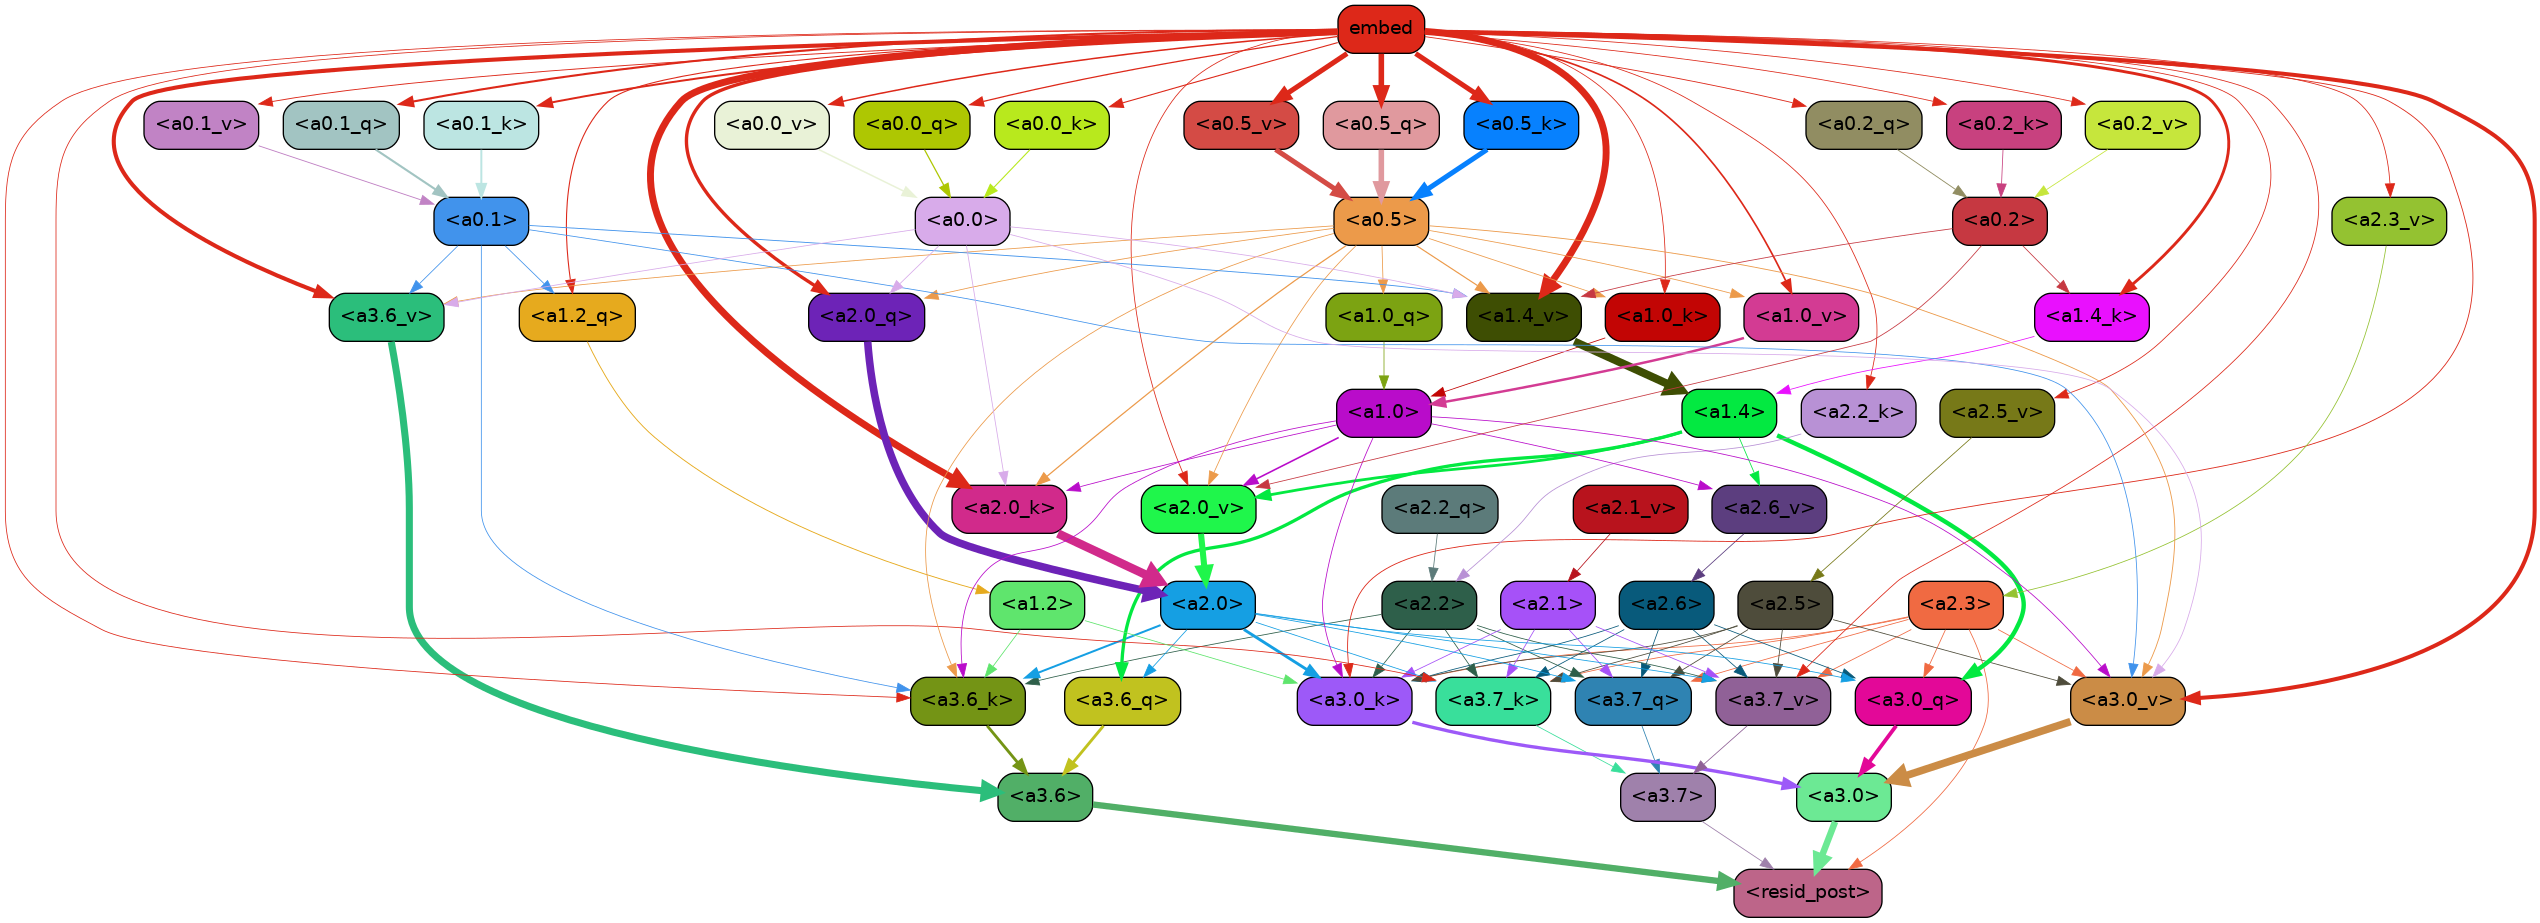 embed
<a0.1_v> <a0.1_q> <a0.1_k> <a0.0_v> <a0.0_q> <a0.0_k> <a0.5_v> <a0.5_q> <a0.5_k> <a0.2_q> <a0.2_k> <a0.2_v>
<a0.1> <a0.0> <a0.5> <a0.2> <a2.3_v>
<a3.6_v> <a1.2_q> <a2.0_q> <a1.0_q> <a1.4_v> <a1.0_k> <a1.0_v> <a1.4_k>
<a1.0> <a1.4> <a2.2_k> <a2.5_v>
<a2.0_k> <a2.0_v> <a2.2_q> <a2.1_v> <a2.6_v>
<a1.2> <a2.0> <a2.2> <a2.1> <a2.6> <a2.5> <a2.3>
<a3.6_k> <a3.6_q> <a3.0_k> <a3.7_k> <a3.7_q> <a3.7_v> <a3.0_q> <a3.0_v>
<a3.6> <a3.7> <a3.0>
<resid_post>